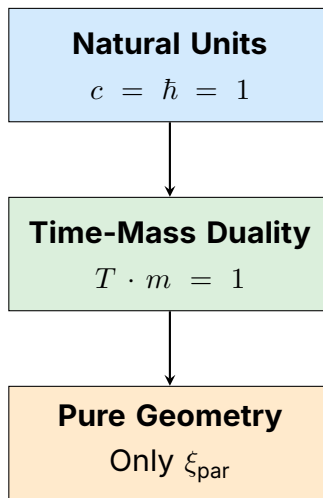 Natural Units
c = ħ = 1
Time-Mass Duality
T · m = 1
Pure Geometry
Only ξ_par